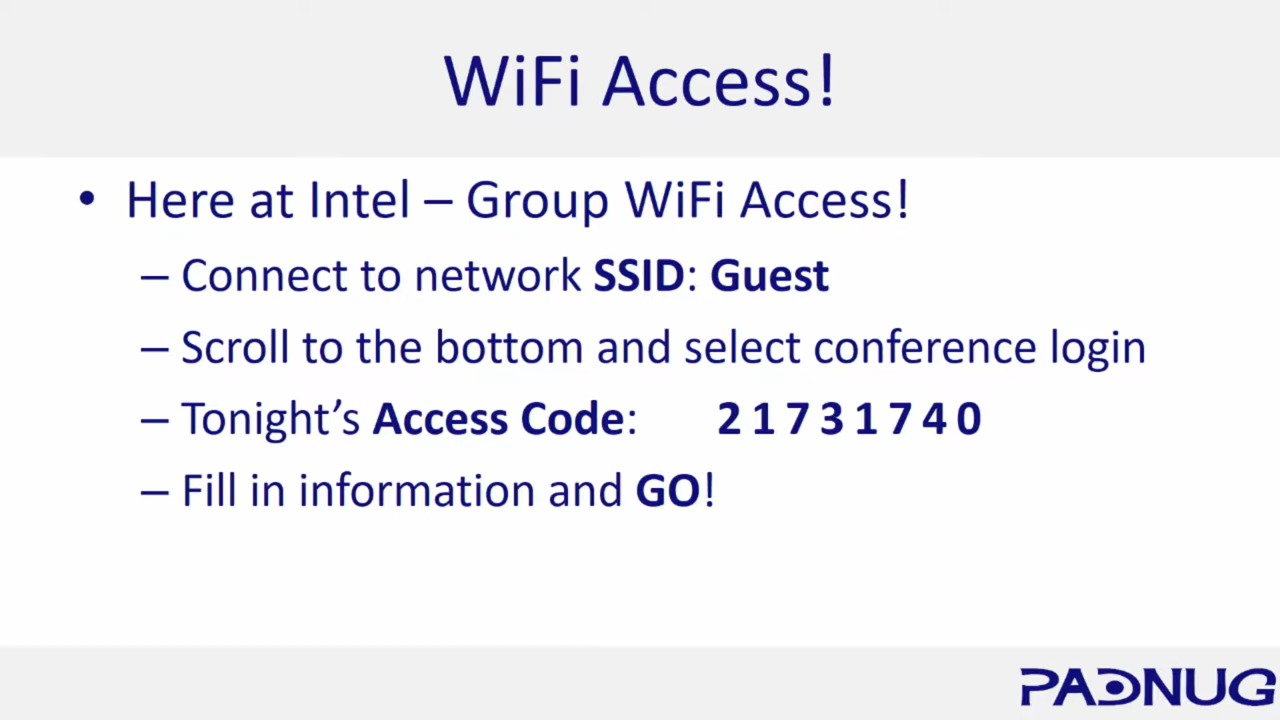 WiFi Access!
• Here at Intel – Group WiFi Access!
– Connect to network SSID: Guest
– Scroll to the bottom and select conference login
– Tonight’s Access Code: 2 1 7 3 1 7 4 0
– Fill in information and GO!
PADNUG